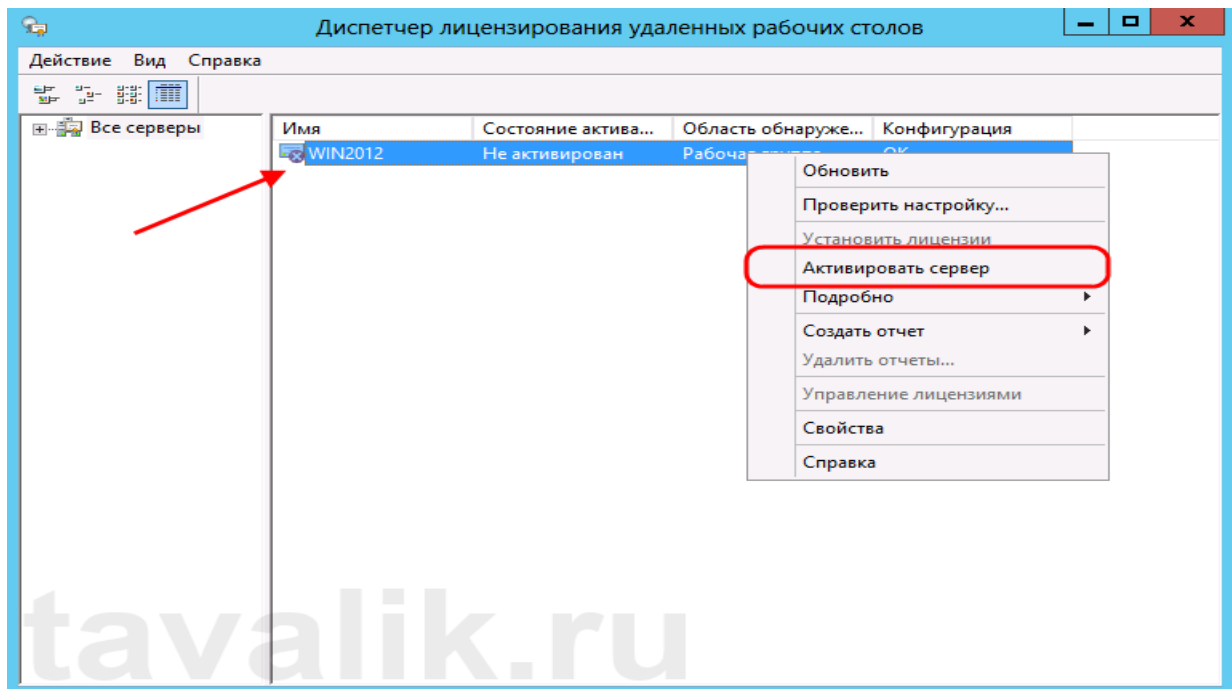 Диспетчер лицензирования удаленных рабочих столов
Действие Вид Справка
Все серверы
Имя Состояние актива... Область обнаруже... Конфигурация
WIN2012 Не активирован
Обновить
Проверить настройку...
Установить лицензии
Активировать сервер
Подробно
Создать отчет
Удалить отчеты...
Управление лицензиями
Свойства
Справка
tavalik.ru